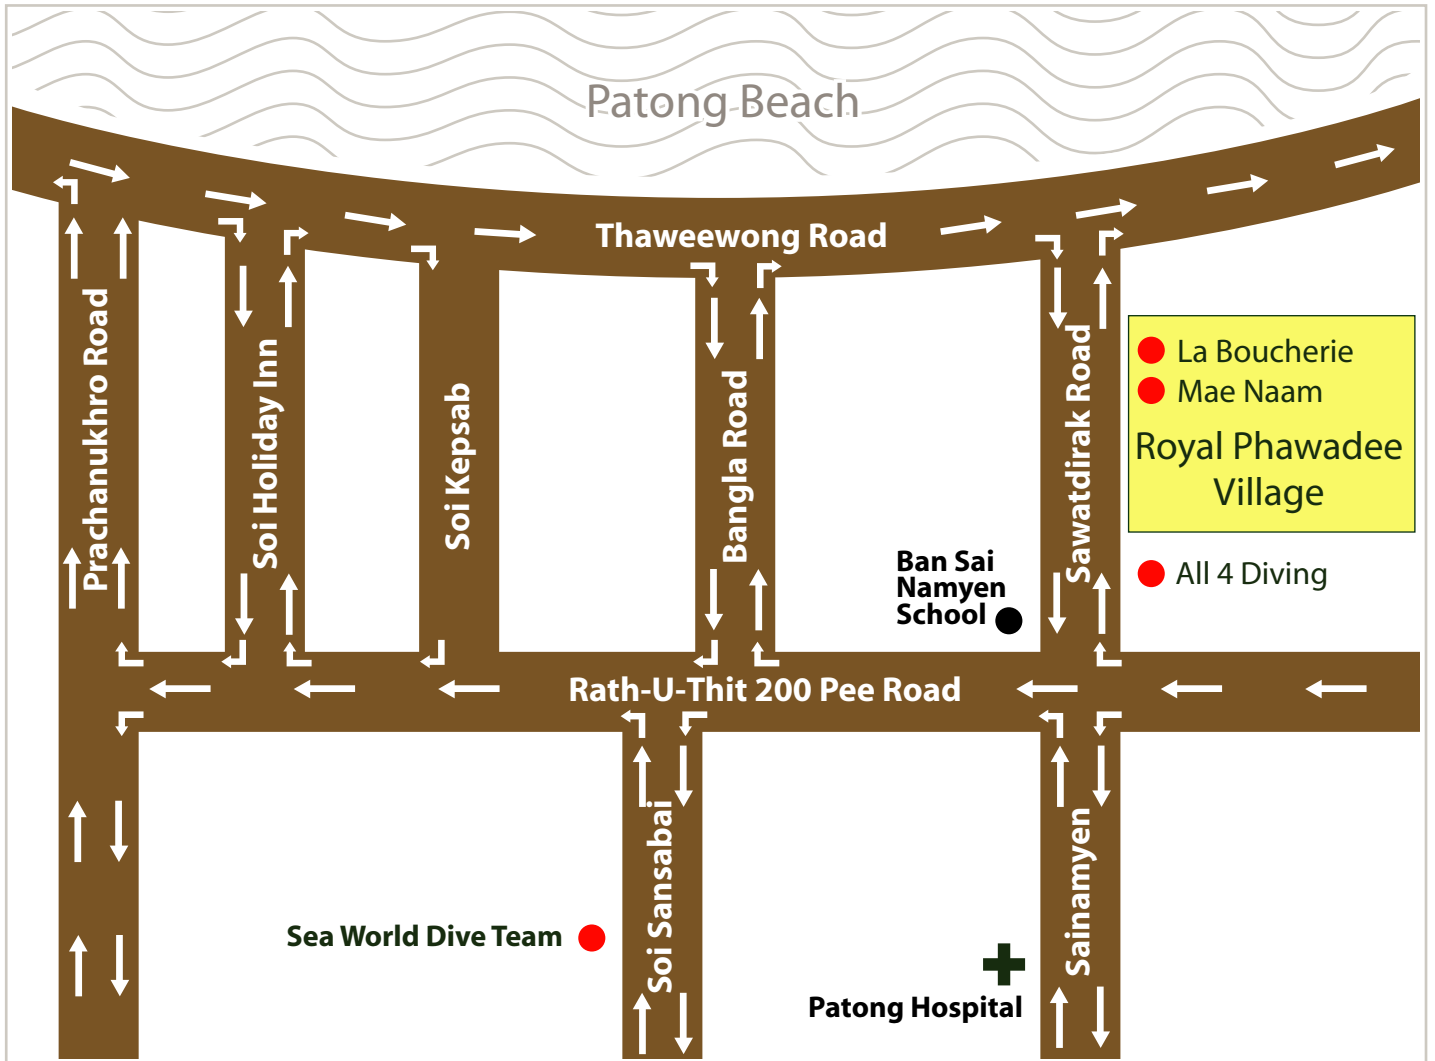 Patong Beach
Thaweewong Road
Prachanukhro Road
Soi Holiday Inn
Soi Kepsab
Bangla Road
Sawatdirak Road
La Boucherie
Mae Naam
Royal Phawadee
Village
Ban Sai
Namyen
School
All 4 Diving
Rath-U-Thit 200 Pee Road
Soi Sansabai
Sainamyen
Sea World Dive Team
Patong Hospital